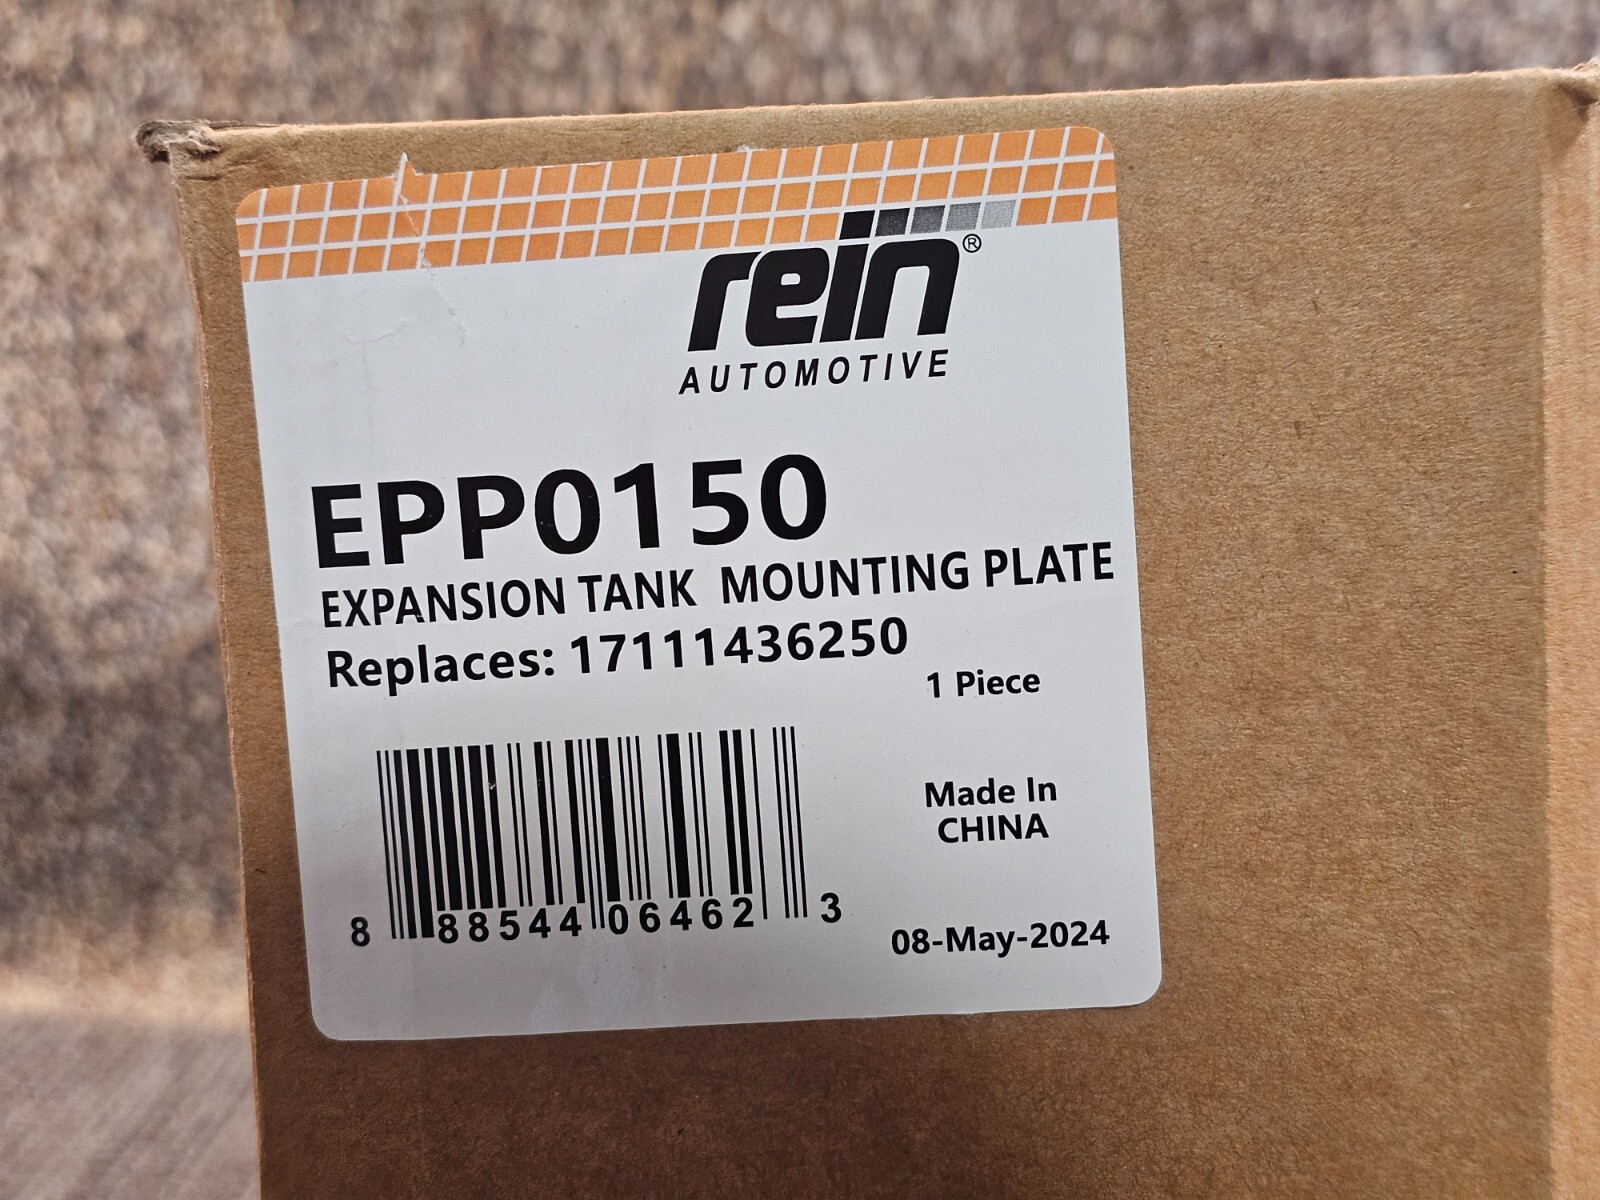 rein®
AUTOMOTIVE
EPP0150
EXPANSION TANK MOUNTING PLATE
Replaces: 17111436250
1 Piece
Made In
CHINA
8 88544 06462 3
08-May-2024